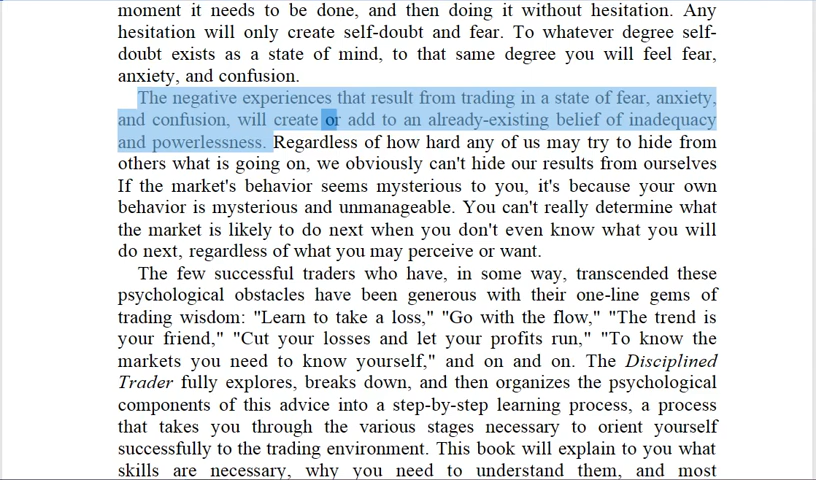 moment it needs to be done, and then doing it without hesitation. Any
hesitation will only create self-doubt and fear. To whatever degree self-
doubt exists as a state of mind, to that same degree you will feel fear,
anxiety, and confusion.
The negative experiences that result from trading in a state of fear, anxiety,
and confusion, will create or add to an already-existing belief of inadequacy
and powerlessness. Regardless of how hard any of us may try to hide from
others what is going on, we obviously can't hide our results from ourselves
If the market's behavior seems mysterious to you, it's because your own
behavior is mysterious and unmanageable. You can't really determine what
the market is likely to do next when you don't even know what you will
do next, regardless of what you may perceive or want.
The few successful traders who have, in some way, transcended these
psychological obstacles have been generous with their one-line gems of
trading wisdom: "Learn to take a loss," "Go with the flow," "The trend is
your friend," "Cut your losses and let your profits run," "To know the
markets you need to know yourself," and on and on. The Disciplined
Trader fully explores, breaks down, and then organizes the psychological
components of this advice into a step-by-step learning process, a process
that takes you through the various stages necessary to orient yourself
successfully to the trading environment. This book will explain to you what
skills are necessary, why you need to understand them, and most